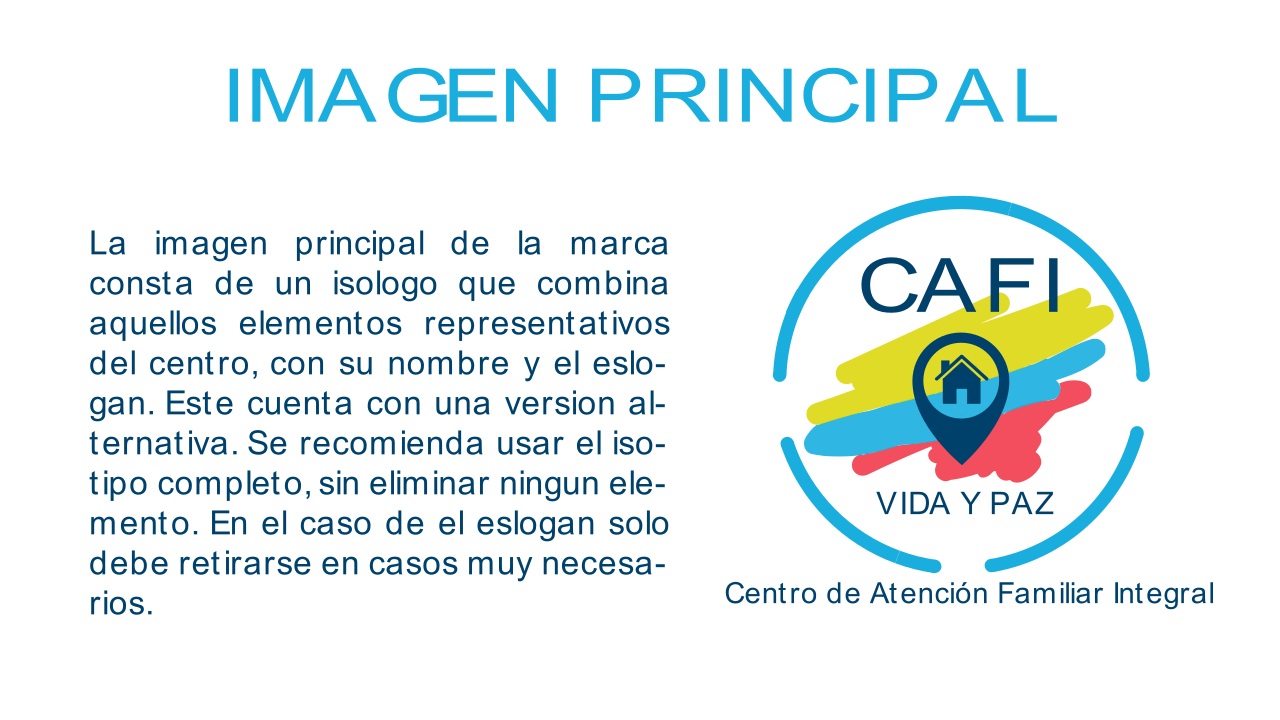 IMAGEN PRINCIPAL
La imagen principal de la marca
consta de un isologo que combina
aquellos elementos representativos
del centro, con su nombre y el eslo-
gan. Este cuenta con una version al-
ternativa. Se recomienda usar el iso-
tipo completo, sin eliminar ningun ele-
mento. En el caso de el eslogan solo
debe retirarse en casos muy necesa-
rios.
CAFI
VIDA Y PAZ
Centro de Atención Familiar Integral